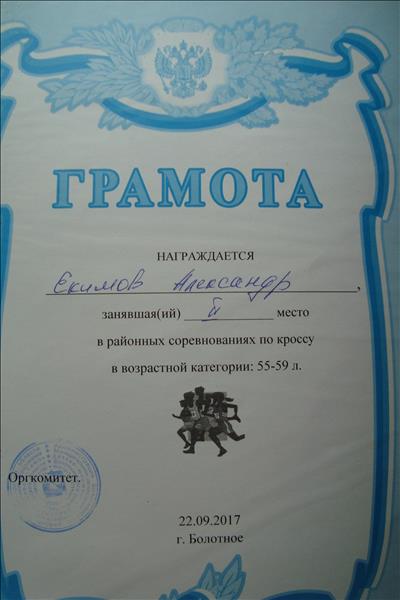 ГРАМОТА
НАГРАЖДАЕТСЯ
Екимов Александр,
занявшая(ий) II место
в районных соревнованиях по кроссу
в возрастной категории: 55-59 л.
Оргкомитет.
22.09.2017
г. Болотное